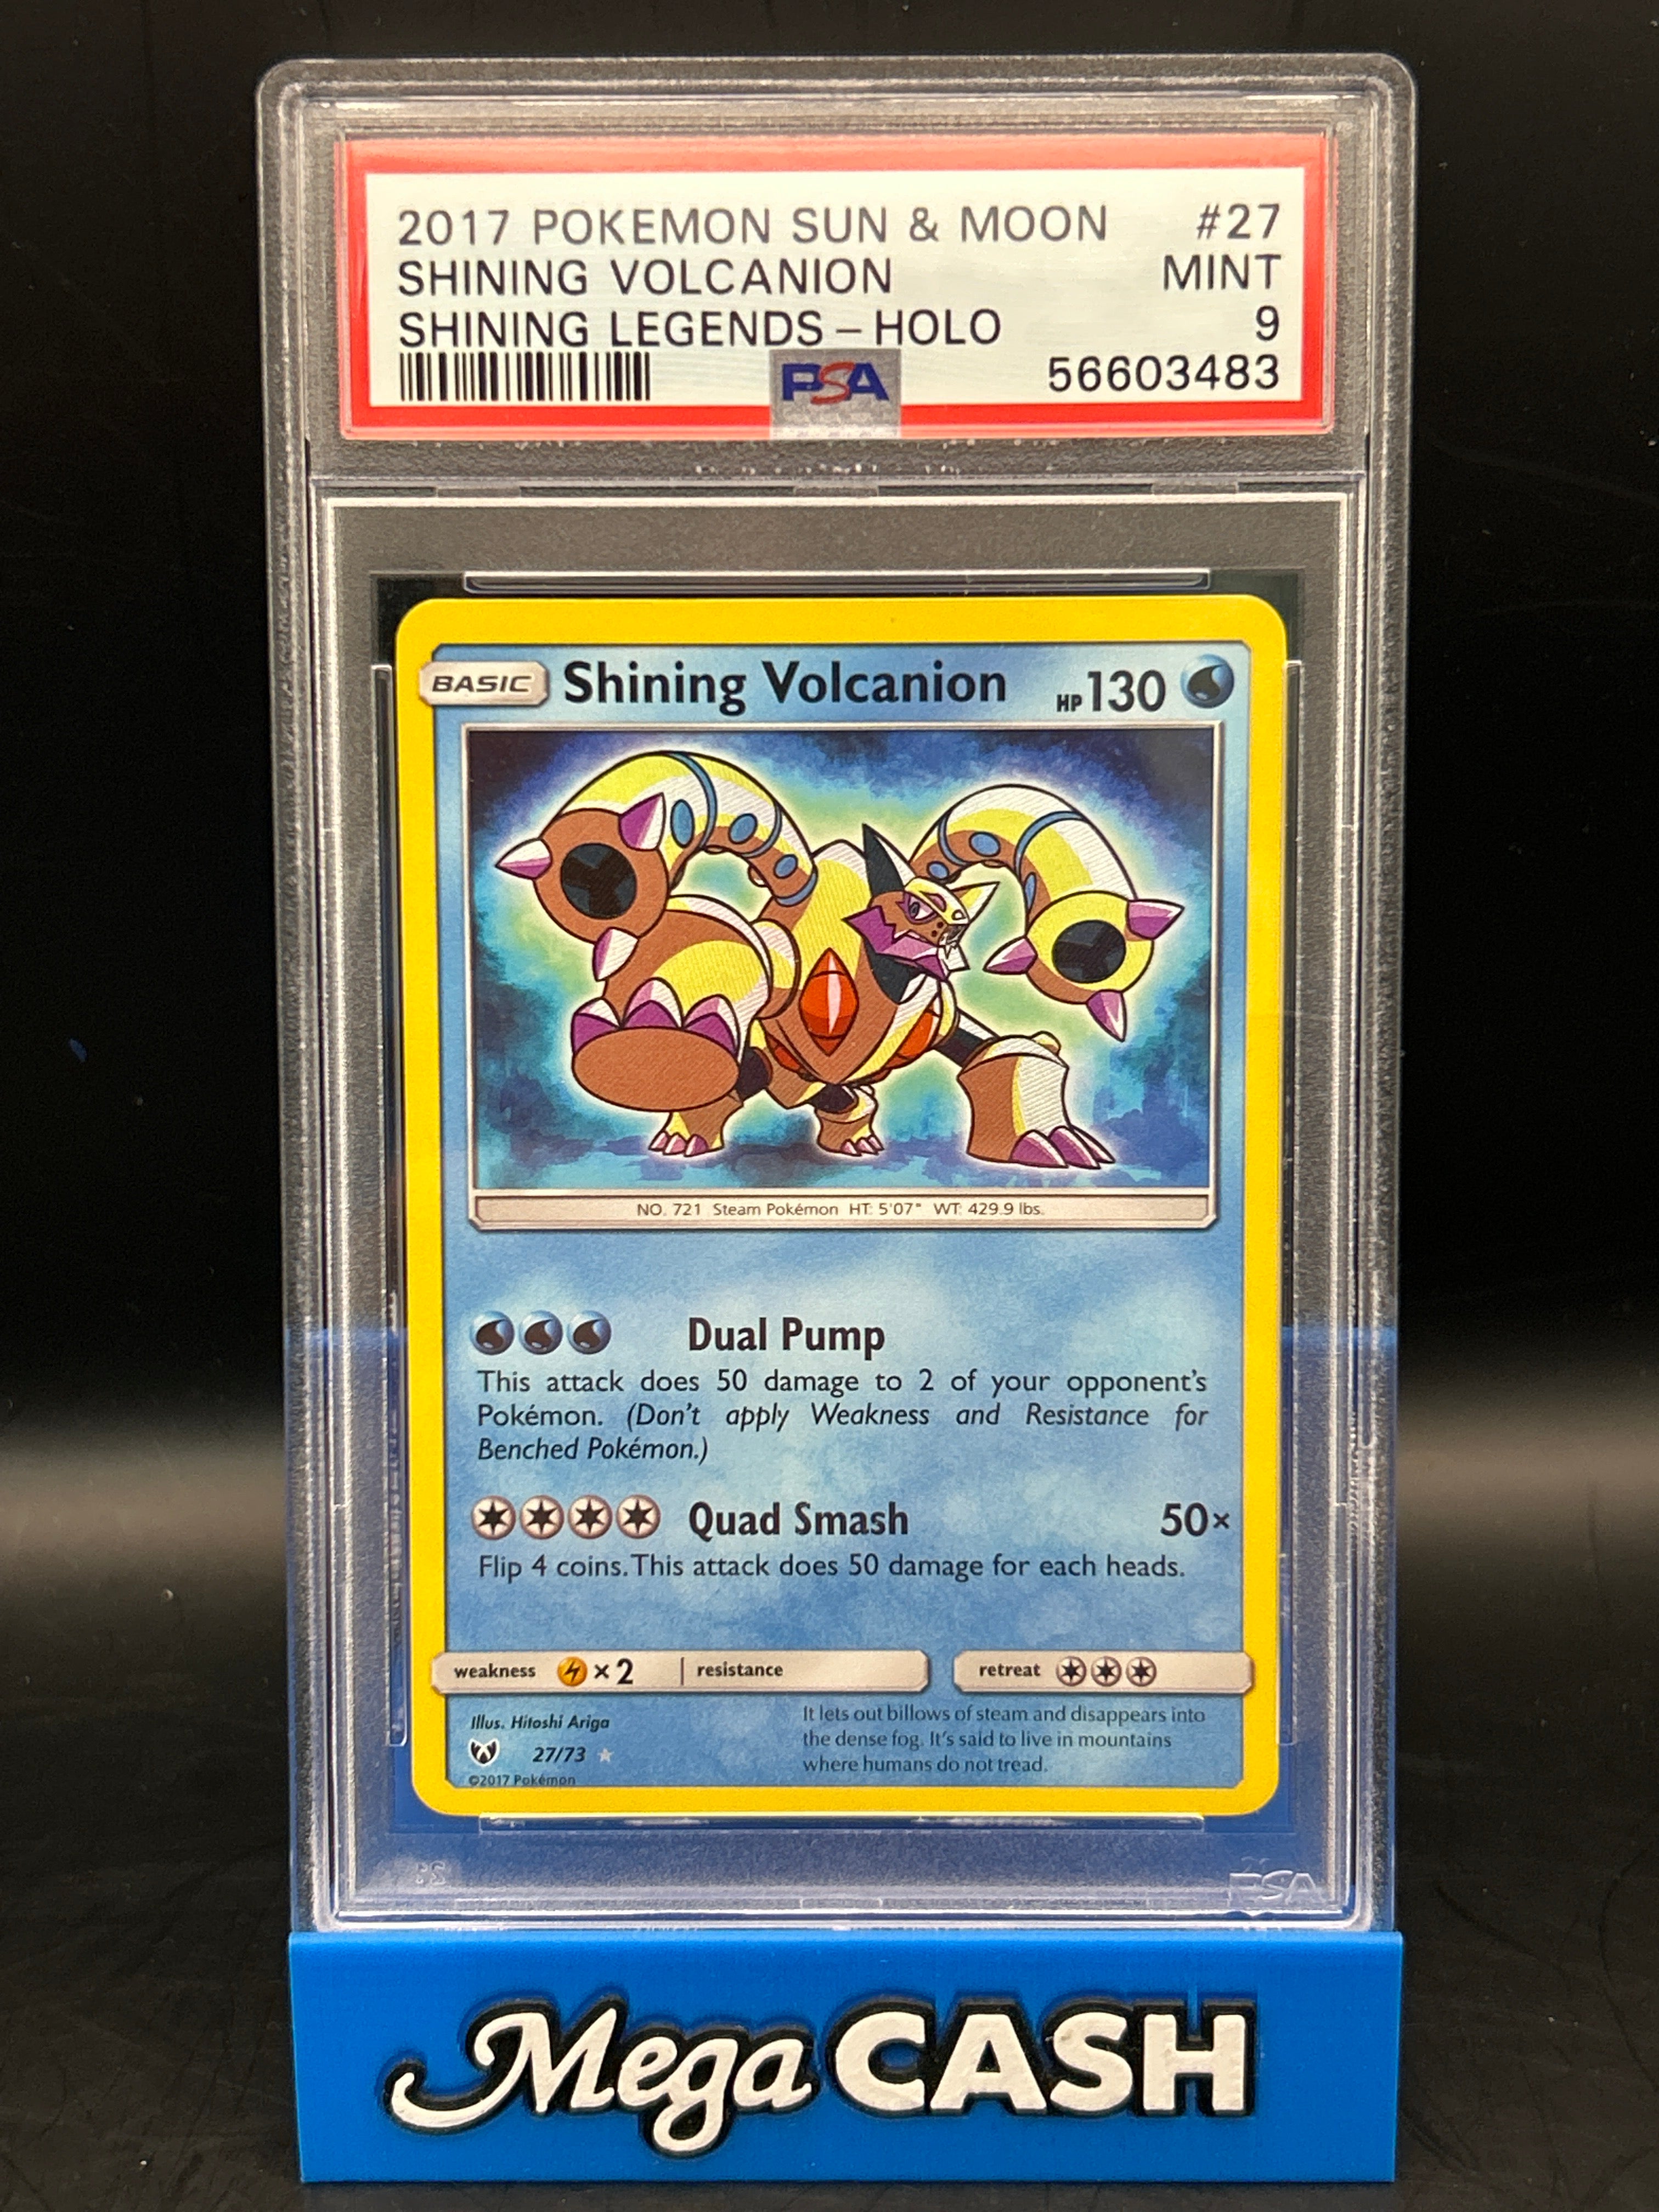 2017 POKEMON SUN & MOON #27
SHINING VOLCANION MINT
SHINING LEGENDS - HOLO 9
PSA 56603483
BASIC Shining Volcanion HP 130
NO. 721 Steam Pokémon HT: 5'07" WT: 429.9 lbs.
Dual Pump
This attack does 50 damage to 2 of your opponent's
Pokémon. (Don't apply Weakness and Resistance for
Benched Pokémon.)
Quad Smash 50×
Flip 4 coins. This attack does 50 damage for each heads.
weakness ×2 resistance retreat
Illus. Hitoshi Ariga
27/73
©2017 Pokémon
It lets out billows of steam and disappears into
the dense fog. It's said to live in mountains
where humans do not tread.
PSA
Mega CASH